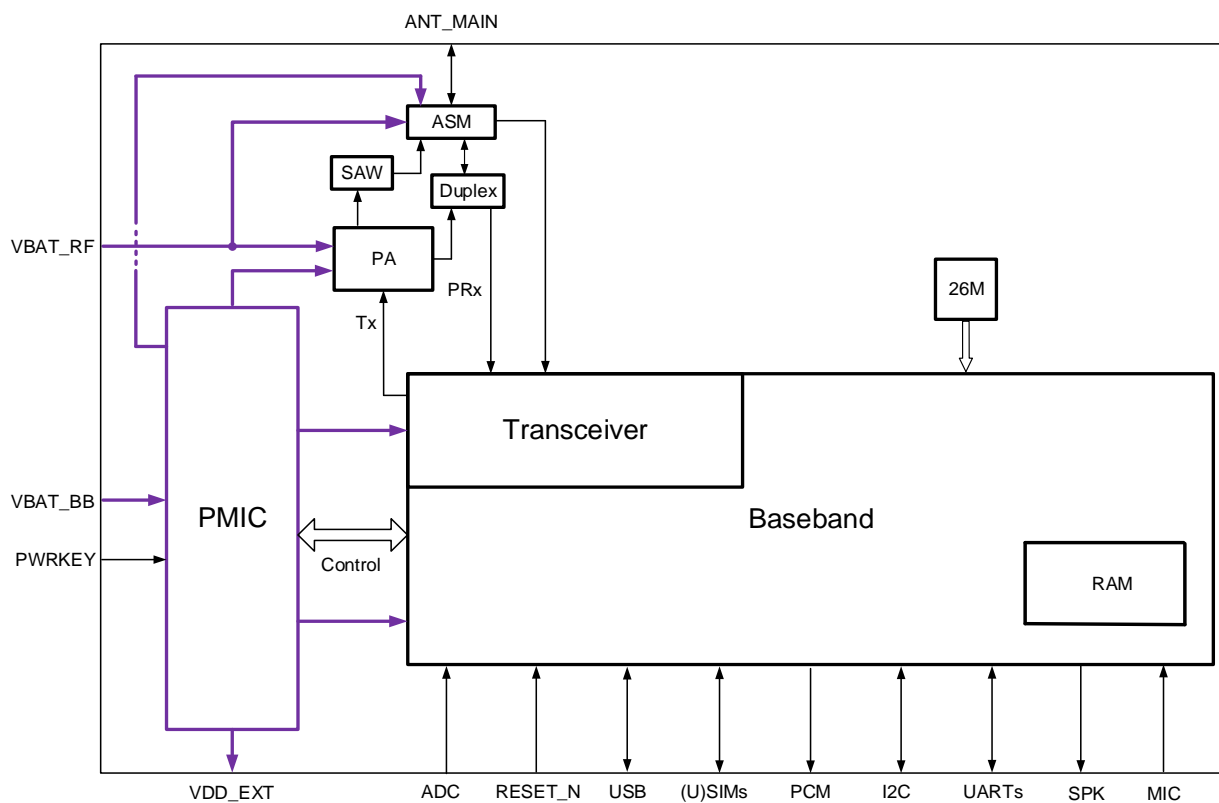 ANT_MAIN
ASM
SAW
Duplex
VBAT_RF
PA
PRx
26M
Tx
Transceiver
VBAT_BB
PMIC
Baseband
PWRKEY
Control
RAM
VDD_EXT
ADC
RESET_N
USB
(U)SIMs
PCM
I2C
UARTs
SPK
MIC